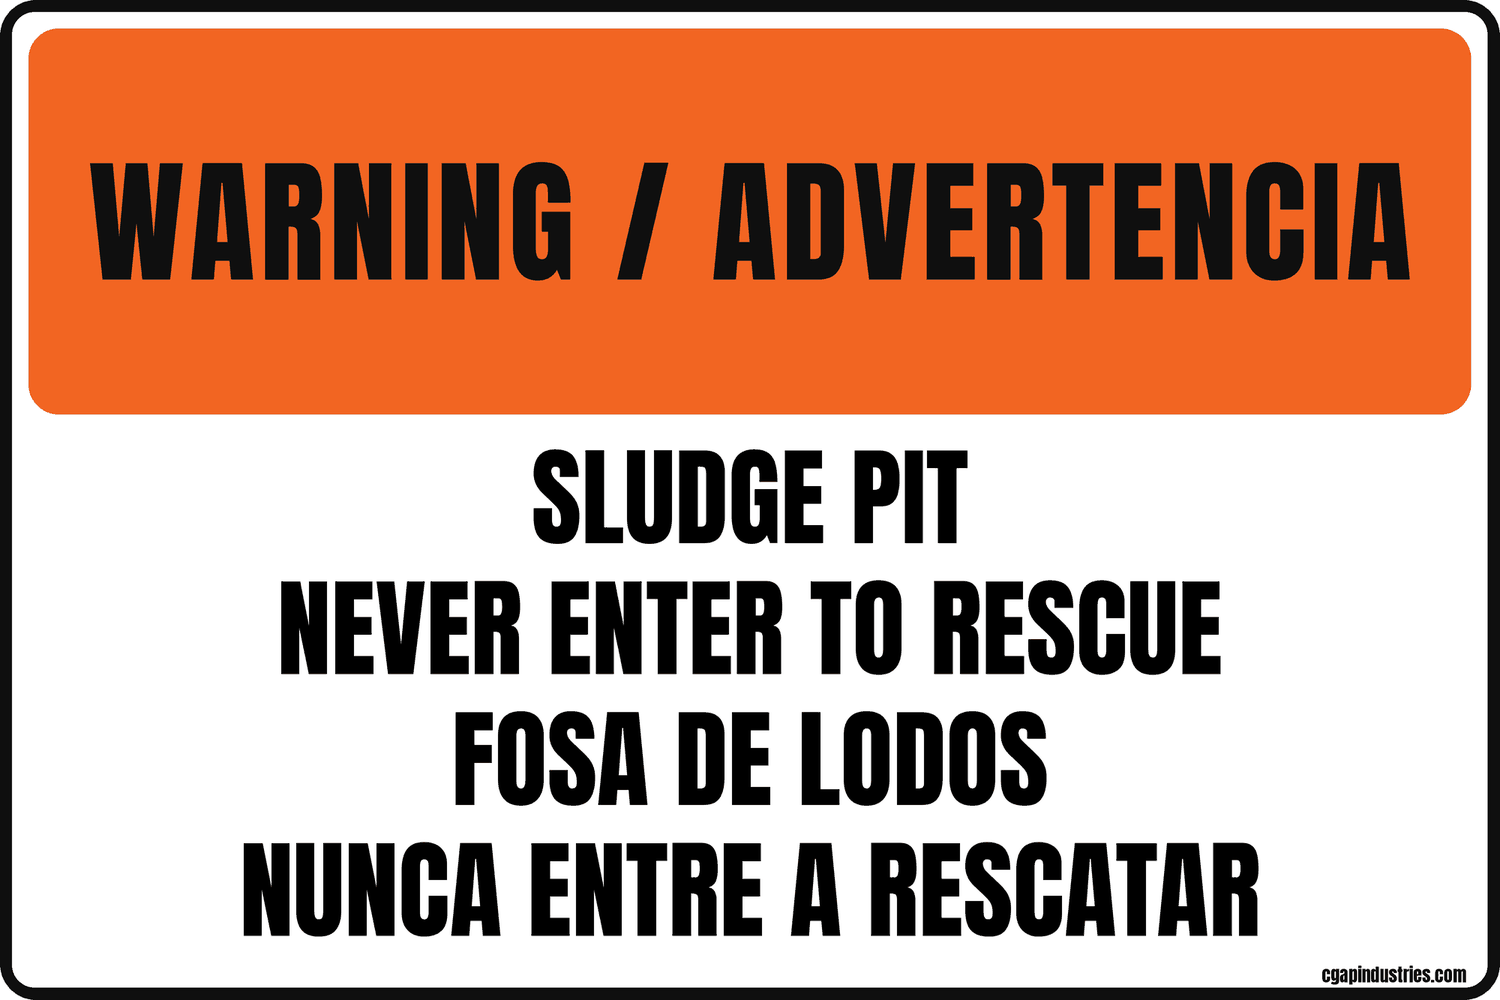 WARNING / ADVERTENCIA
SLUDGE PIT
NEVER ENTER TO RESCUE
FOSA DE LODOS
NUNCA ENTRE A RESCATAR
cgapindustries.com